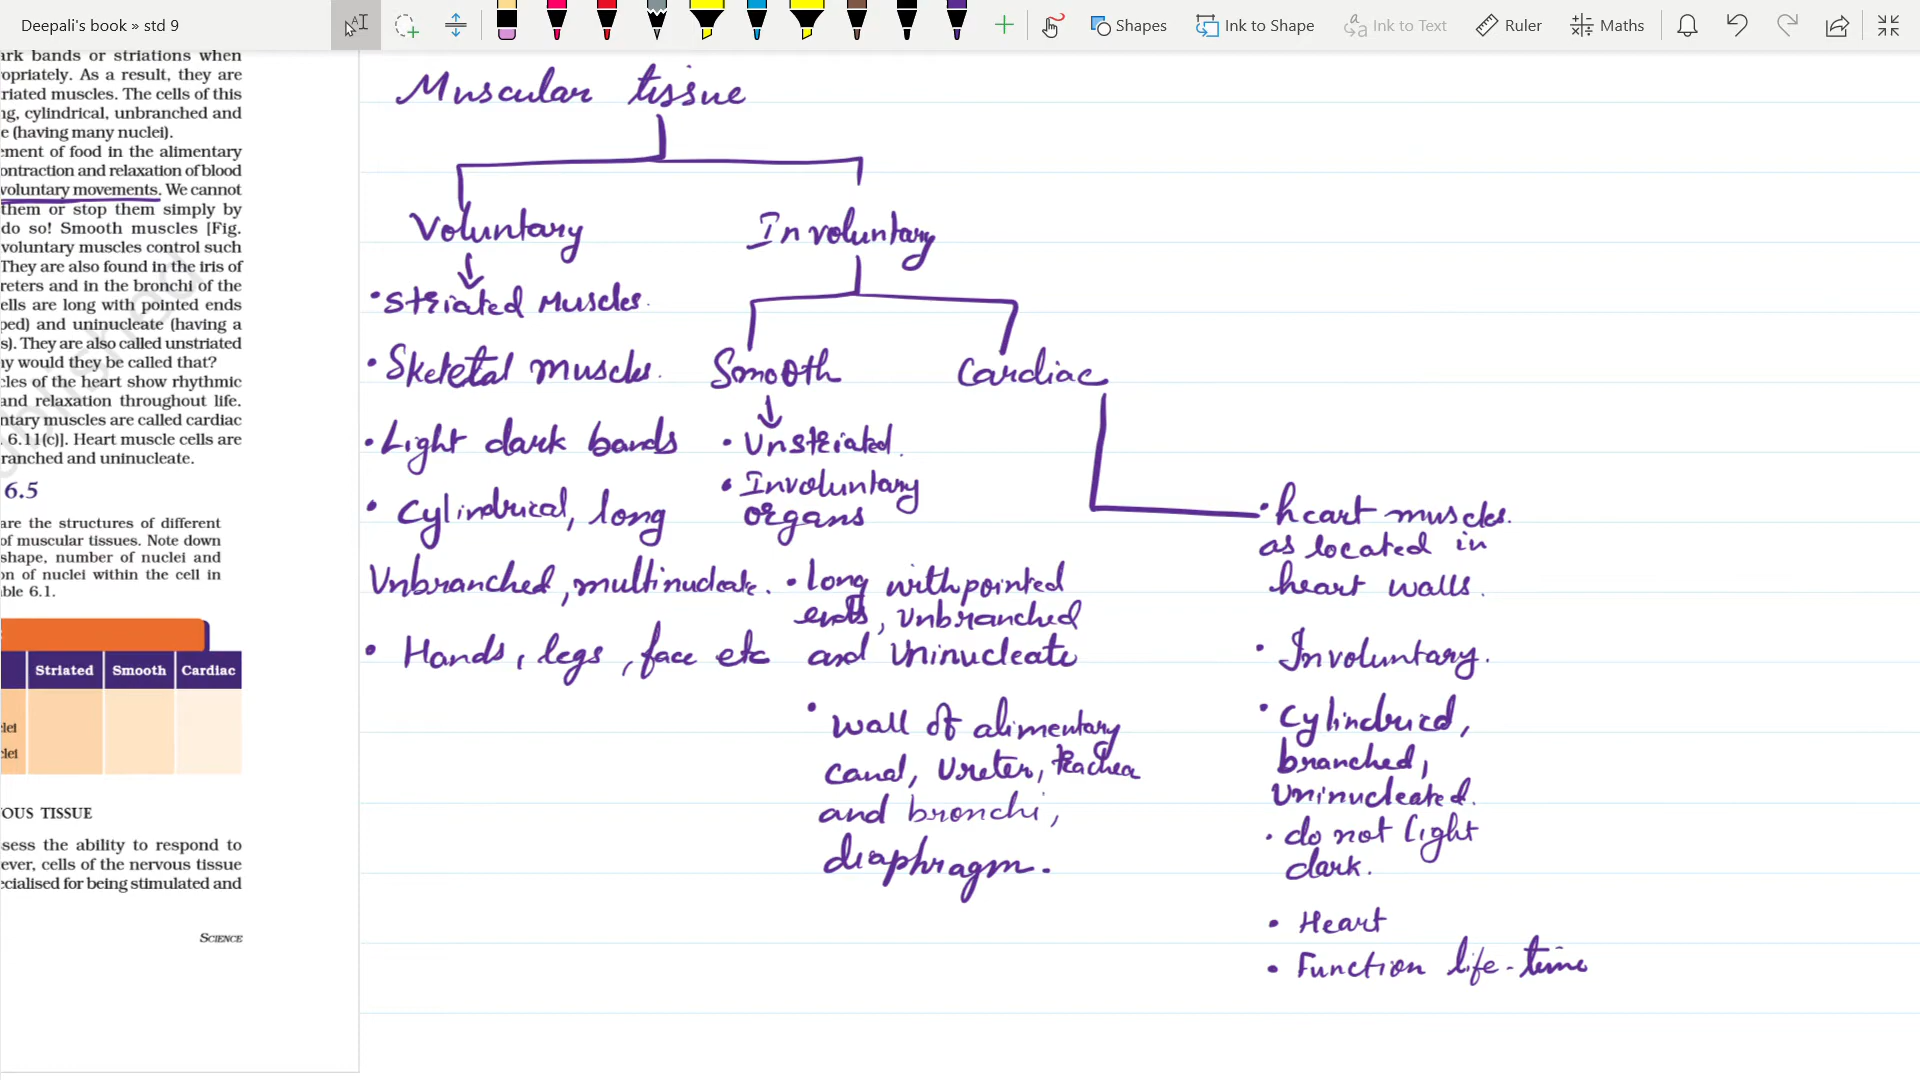 Deepali's book » std 9
Shapes
Ink to Shape
Ink to Text
Ruler
Maths
ark bands or striations when
ropriately. As a result, they are
riated muscles. The cells of this
ng, cylindrical, unbranched and
e (having many nuclei).
ement of food in the alimentary
ontraction and relaxation of blood
voluntary movements. We cannot
them or stop them simply by
do so! Smooth muscles [Fig.
voluntary muscles control such
They are also found in the iris of
reters and in the bronchi of the
ells are long with pointed ends
ped) and uninucleate (having a
s). They are also called unstriated
y would they be called that?
cles of the heart show rhythmic
and relaxation throughout life.
ntary muscles are called cardiac
6.11(c)]. Heart muscle cells are
ranched and uninucleate.
6.5
are the structures of different
of muscular tissues. Note down
shape, number of nuclei and
on of nuclei within the cell in
ble 6.1.
Striated Smooth Cardiac
lei
lei
OUS TISSUE
sess the ability to respond to
ever, cells of the nervous tissue
ecialised for being stimulated and
SCIENCE
Muscular tissue
Voluntary
• Striated Muscles.
• Skeletal muscles.
• Light dark bands
• Cylindrical, long
Unbranched, multinucleate.
• Hands, legs, face etc
Involuntary
Smooth
• Unstriated.
• Involuntary
organs
• long with pointed
ends, Unbranched
and Uninucleate
• wall of alimentary
canal, Ureter, trachea
and bronchi,
diaphragm.
Cardiac
• heart muscles.
as located in
heart walls.
• Involuntary.
• Cylindrical,
branched,
Uninucleated.
• do not light
dark.
• Heart
• Function life-time